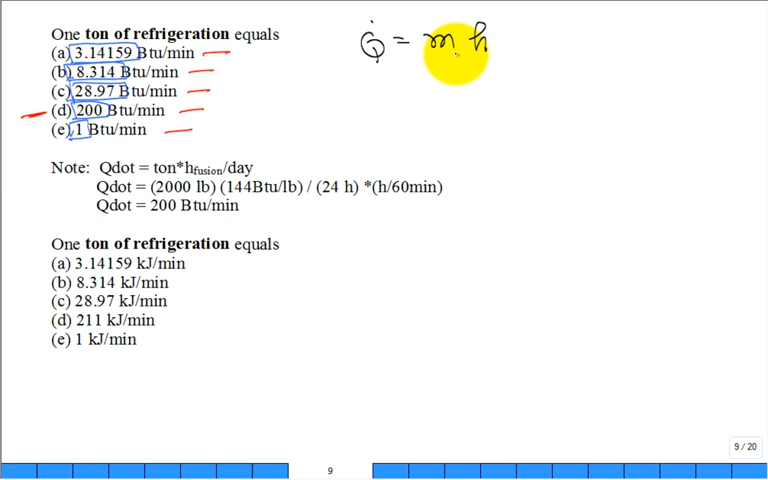 One ton of refrigeration equals
(a) 3.14159 Btu/min
(b) 8.314 Btu/min
(c) 28.97 Btu/min
(d) 200 Btu/min
(e) 1 Btu/min
Q̇ = m h
Note: Qdot = ton*hfusion/day
Qdot = (2000 lb) (144Btu/lb) / (24 h) *(h/60min)
Qdot = 200 Btu/min
One ton of refrigeration equals
(a) 3.14159 kJ/min
(b) 8.314 kJ/min
(c) 28.97 kJ/min
(d) 211 kJ/min
(e) 1 kJ/min
9 / 20
9